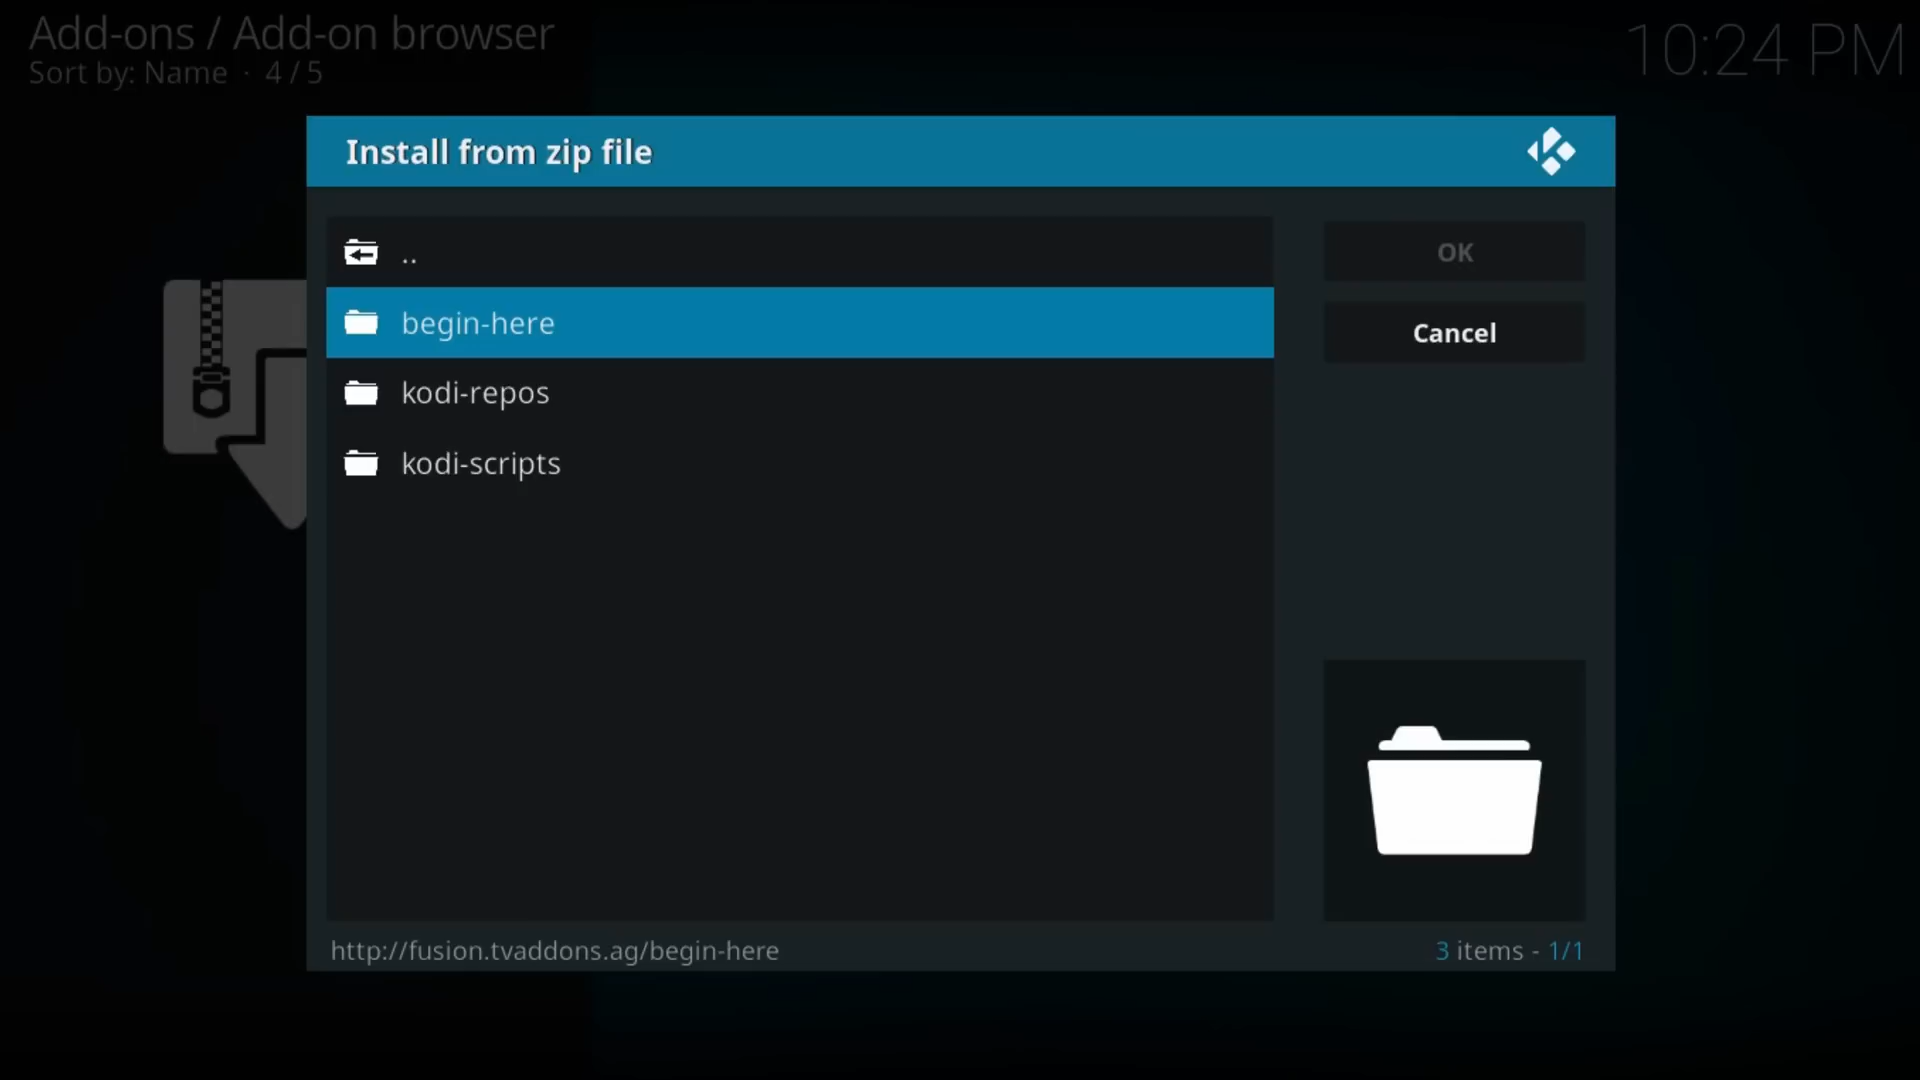 Add-ons / Add-on browser
Sort by: Name · 4 / 5
10:24 PM
Install from zip file
..
OK
begin-here
Cancel
kodi-repos
kodi-scripts
http://fusion.tvaddons.ag/begin-here
3 items - 1/1